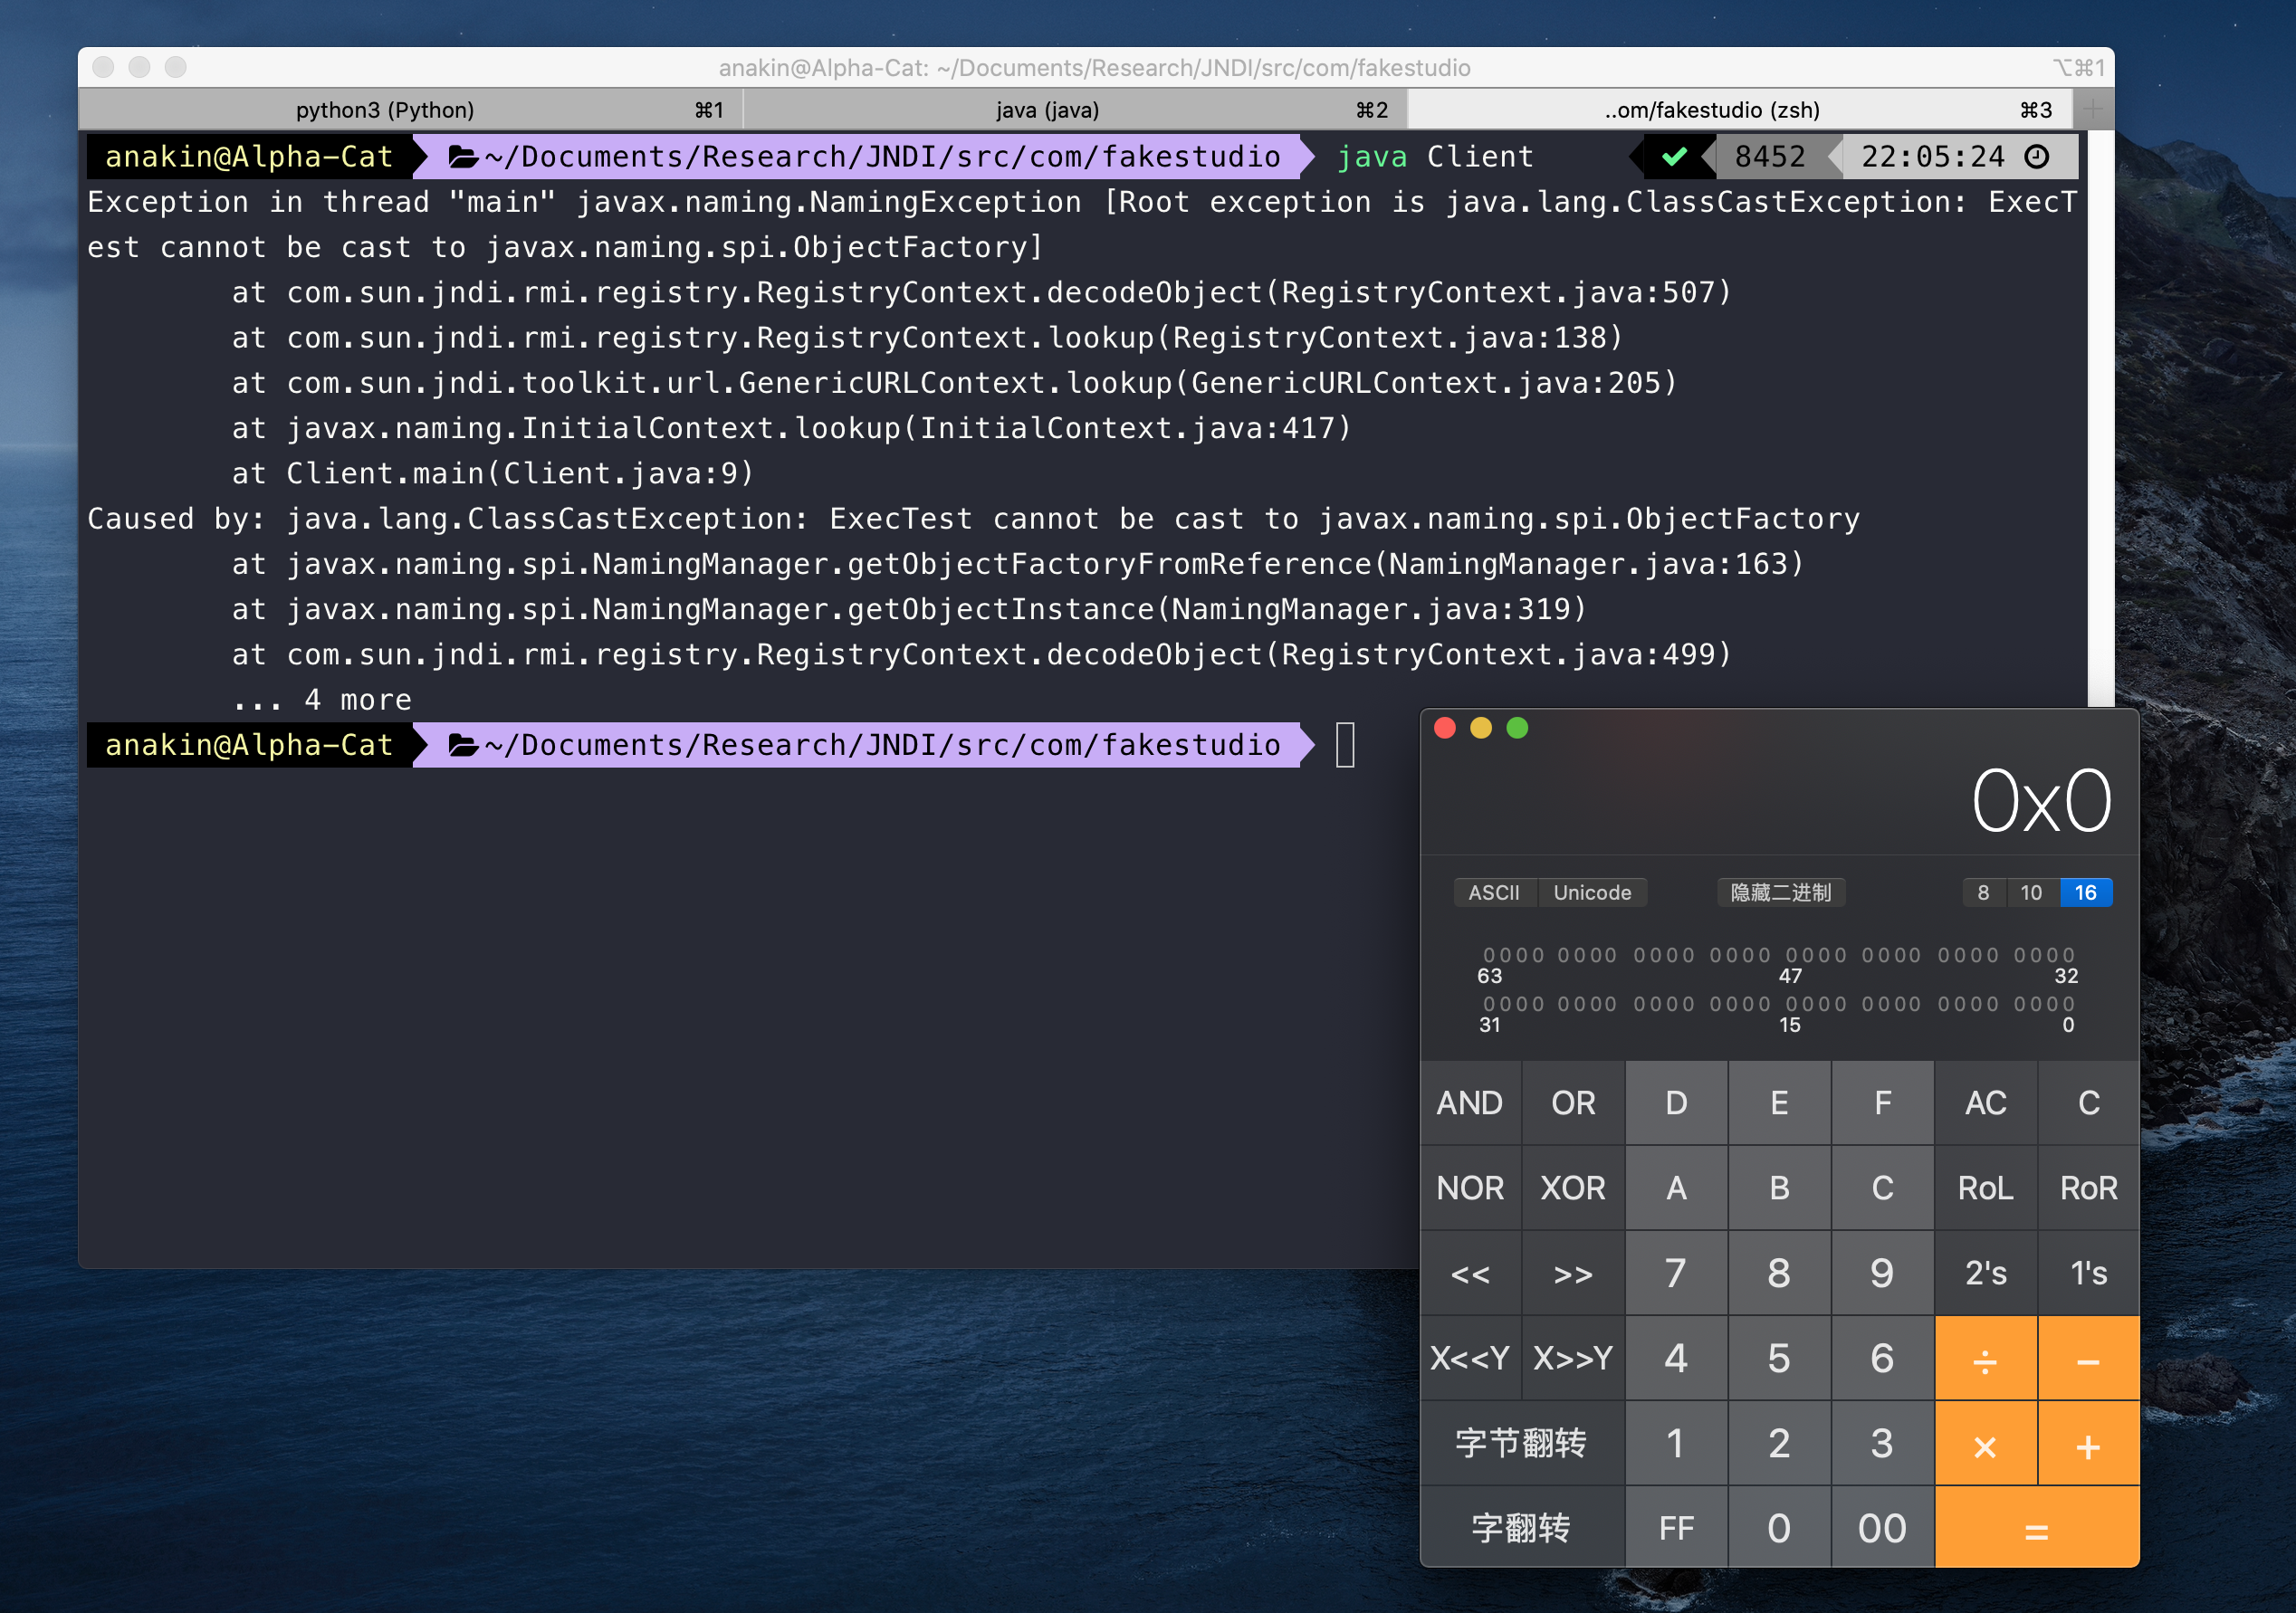 anakin@Alpha-Cat: ~/Documents/Research/JNDI/src/com/fakestudio ⌥⌘1
python3 (Python) ⌘1 java (java) ⌘2 ..om/fakestudio (zsh) ⌘3 +
anakin@Alpha-Cat ~/Documents/Research/JNDI/src/com/fakestudio java Client ✔ 8452 22:05:24
Exception in thread "main" javax.naming.NamingException [Root exception is java.lang.ClassCastException: ExecT
est cannot be cast to javax.naming.spi.ObjectFactory]
at com.sun.jndi.rmi.registry.RegistryContext.decodeObject(RegistryContext.java:507)
at com.sun.jndi.rmi.registry.RegistryContext.lookup(RegistryContext.java:138)
at com.sun.jndi.toolkit.url.GenericURLContext.lookup(GenericURLContext.java:205)
at javax.naming.InitialContext.lookup(InitialContext.java:417)
at Client.main(Client.java:9)
Caused by: java.lang.ClassCastException: ExecTest cannot be cast to javax.naming.spi.ObjectFactory
at javax.naming.spi.NamingManager.getObjectFactoryFromReference(NamingManager.java:163)
at javax.naming.spi.NamingManager.getObjectInstance(NamingManager.java:319)
at com.sun.jndi.rmi.registry.RegistryContext.decodeObject(RegistryContext.java:499)
... 4 more
anakin@Alpha-Cat ~/Documents/Research/JNDI/src/com/fakestudio
0x0
ASCII Unicode 隐藏二进制 8 10 16
0000 0000 0000 0000 0000 0000 0000 0000
63 47 32
0000 0000 0000 0000 0000 0000 0000 0000
31 15 0
AND OR D E F AC C
NOR XOR A B C RoL RoR
<< >> 7 8 9 2's 1's
X<<Y X>>Y 4 5 6 ÷ −
字节翻转 1 2 3 × +
字翻转 FF 0 00 =